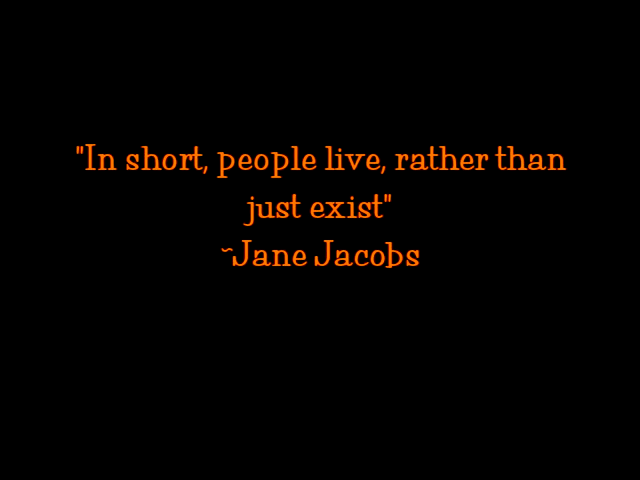 "In short, people live, rather than
just exist"
~Jane Jacobs